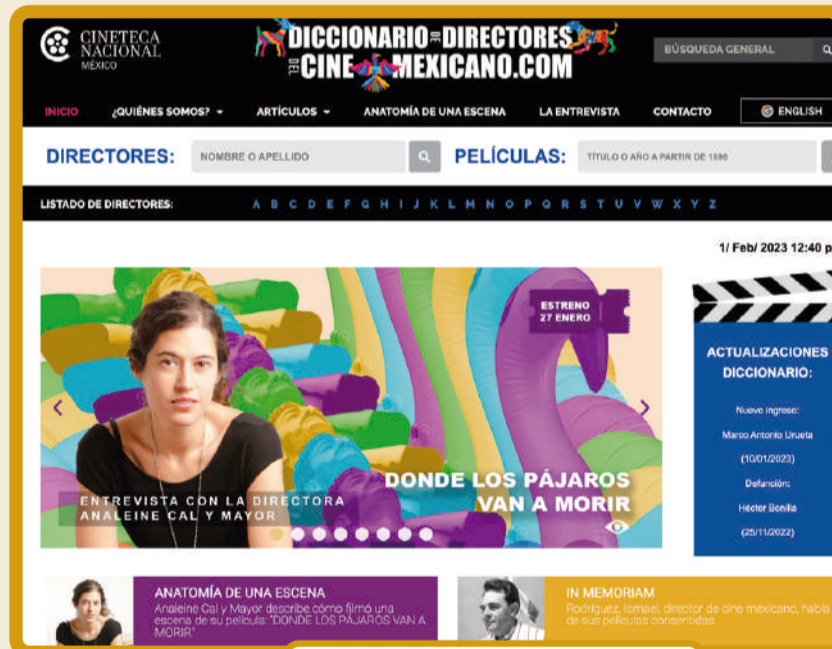 CINETECA
NACIONAL
MÉXICO
DICCIONARIO DE DIRECTORES
DEL CINE MEXICANO.COM
BÚSQUEDA GENERAL
INICIO ¿QUIÉNES SOMOS? ARTÍCULOS ANATOMÍA DE UNA ESCENA LA ENTREVISTA CONTACTO G ENGLISH
DIRECTORES: NOMBRE O APELLIDO PELÍCULAS: TÍTULO O AÑO A PARTIR DE 1896
LISTADO DE DIRECTORES: A B C D E F G H I J K L M N O P Q R S T U V W X Y Z
1/ Feb/ 2023 12:40 p
ESTRENO
27 ENERO
DONDE LOS PÁJAROS
VAN A MORIR
ENTREVISTA CON LA DIRECTORA
ANALEINE CAL Y MAYOR
ACTUALIZACIONES
DICCIONARIO:
Nuevo ingreso:
Marco Antonio Urueta
(10/01/2023)
Defunción:
Héctor Bonilla
(25/11/2022)
ANATOMÍA DE UNA ESCENA
Analeine Cal y Mayor describe cómo filmó una
escena de su película: "DONDE LOS PÁJAROS VAN A
MORIR"
IN MEMORIAM
Rodríguez, Ismael, director de cine mexicano, habla
de sus películas consentidas